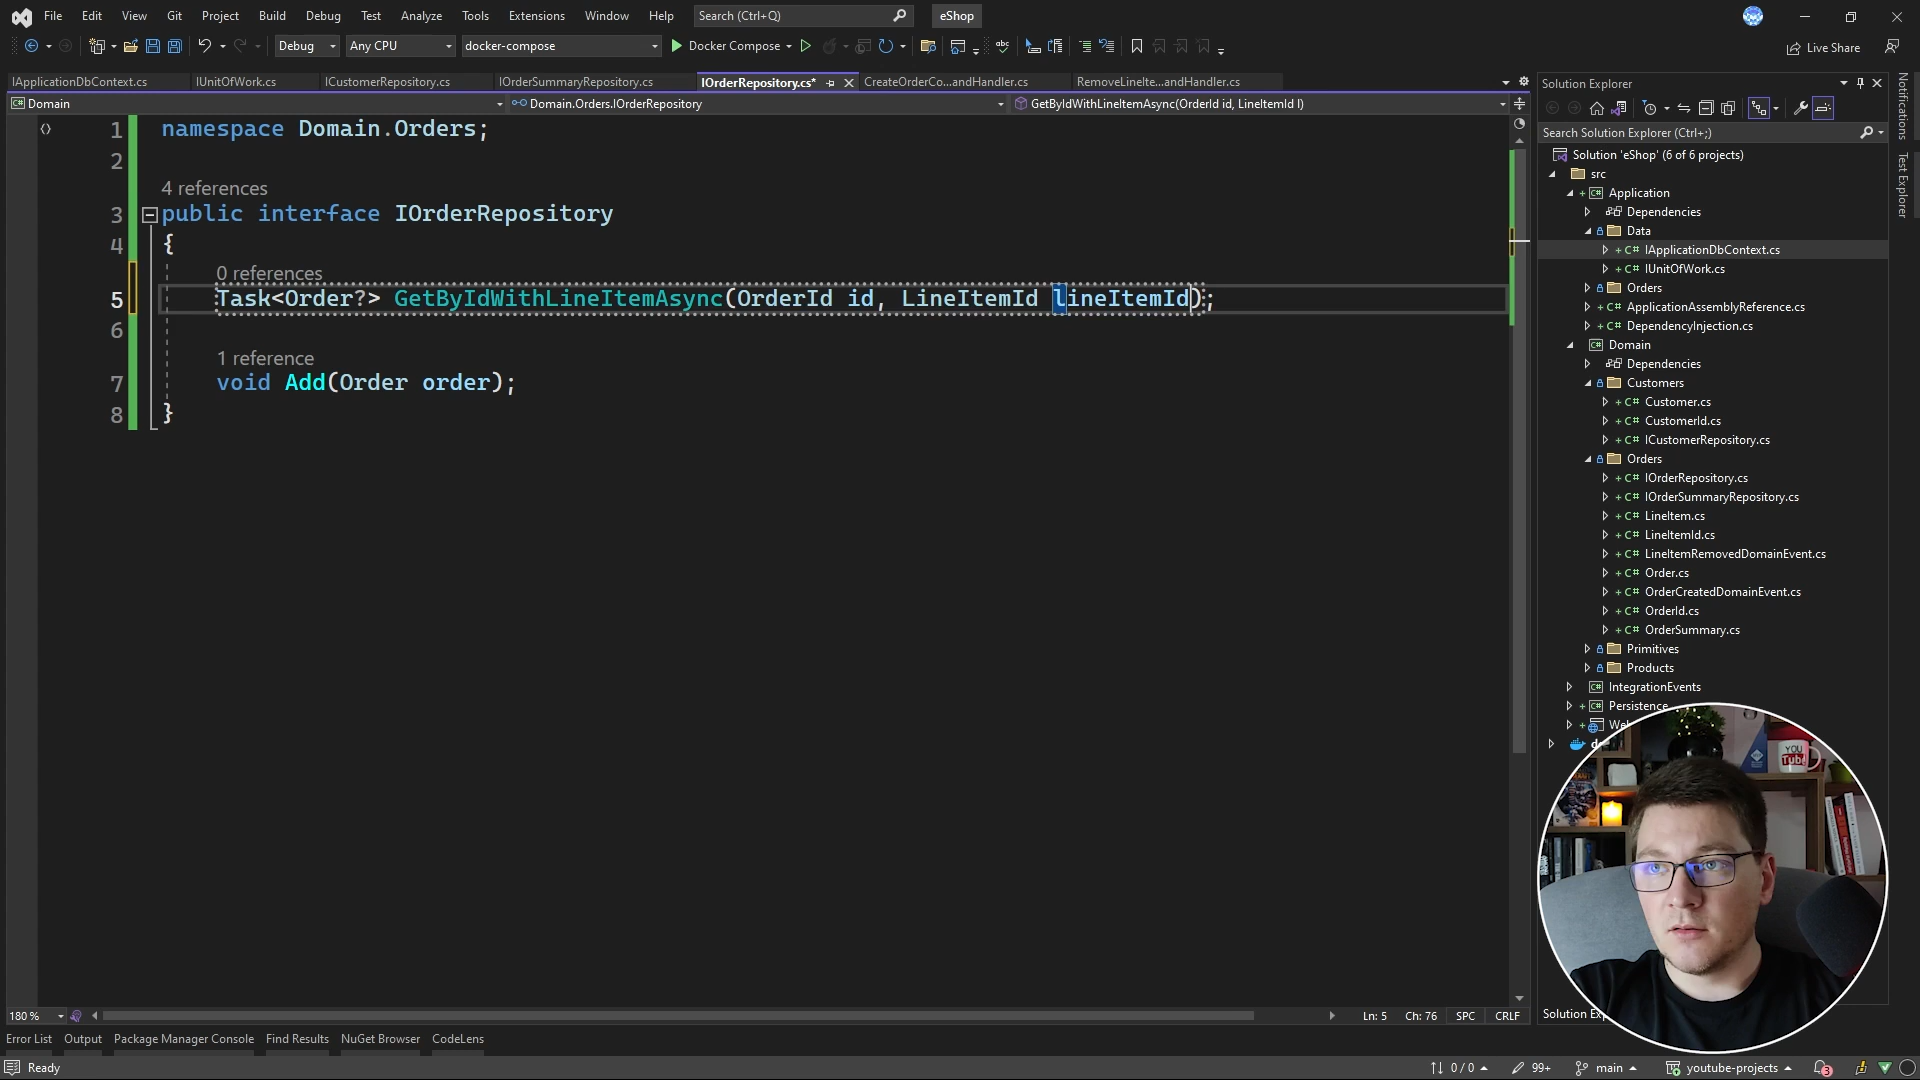 File Edit View Git Project Build Debug Test Analyze Tools Extensions Window Help Search (Ctrl+Q) eShop
Debug Any CPU docker-compose Docker Compose Live Share
IApplicationDbContext.cs IUnitOfWork.cs ICustomerRepository.cs IOrderSummaryRepository.cs IOrderRepository.cs* CreateOrderCo...andHandler.cs RemoveLineIte...andHandler.cs
Domain Domain.Orders.IOrderRepository GetByIdWithLineItemAsync(OrderId id, LineItemId l)
1 namespace Domain.Orders;
2
4 references
3 public interface IOrderRepository
4 {
0 references
5 Task<Order?> GetByIdWithLineItemAsync(OrderId id, LineItemId lineItemId);
6
1 reference
7 void Add(Order order);
8 }
180 % Ln: 5 Ch: 76 SPC CRLF
Error List Output Package Manager Console Find Results NuGet Browser CodeLens
Ready 0 / 0 99+ main youtube-projects 3
Solution Explorer
Search Solution Explorer (Ctrl+;)
Solution 'eShop' (6 of 6 projects)
src
Application
Dependencies
Data
IApplicationDbContext.cs
IUnitOfWork.cs
Orders
ApplicationAssemblyReference.cs
DependencyInjection.cs
Domain
Dependencies
Customers
Customer.cs
CustomerId.cs
ICustomerRepository.cs
Orders
IOrderRepository.cs
IOrderSummaryRepository.cs
LineItem.cs
LineItemId.cs
LineItemRemovedDomainEvent.cs
Order.cs
OrderCreatedDomainEvent.cs
OrderId.cs
OrderSummary.cs
Primitives
Products
IntegrationEvents
Persistence
Notifications
Test Explorer
YOU
Tube